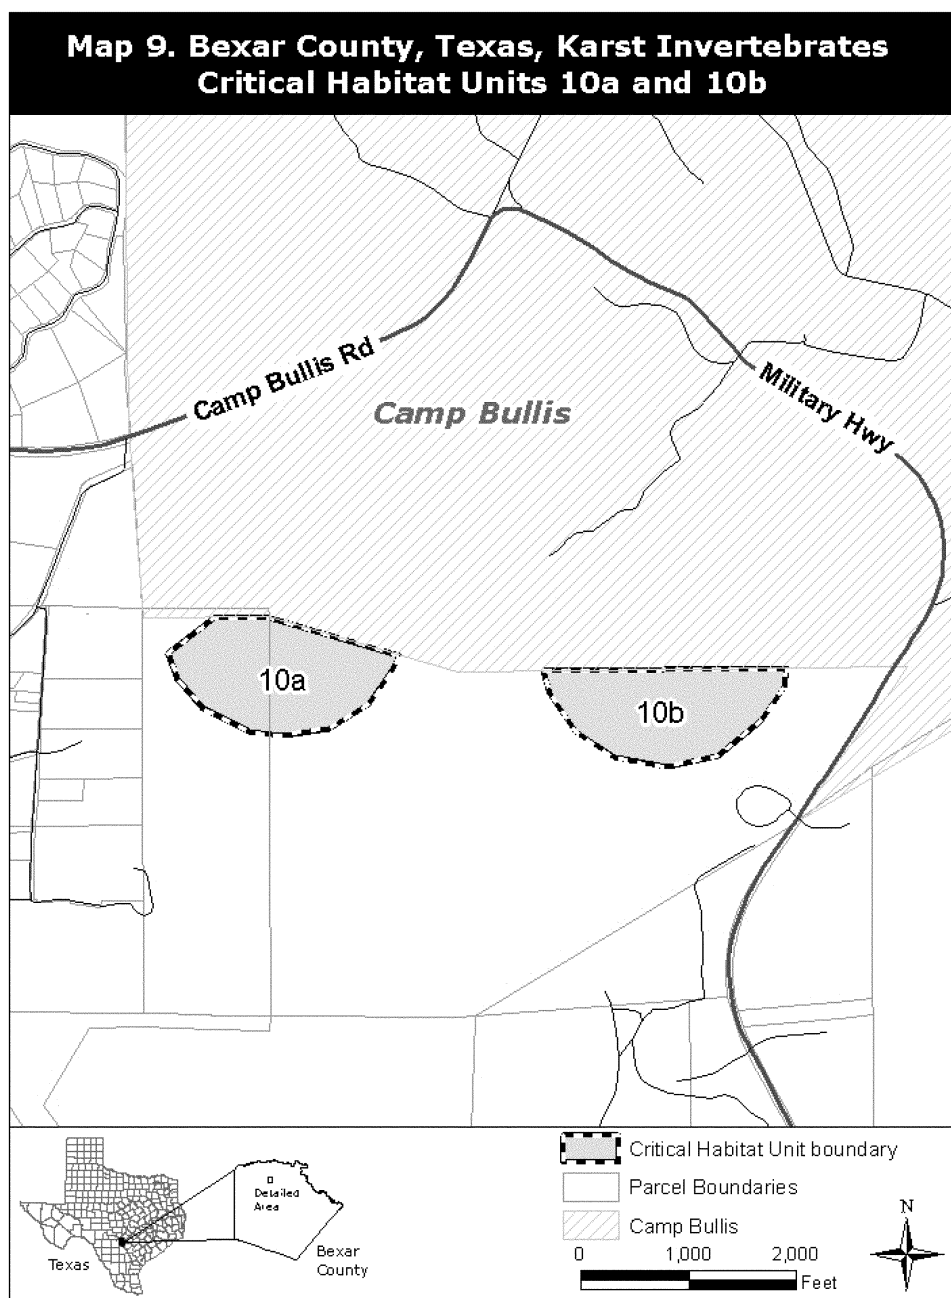 Map 9. Bexar County, Texas, Karst Invertebrates
Critical Habitat Units 10a and 10b
Camp Bullis Rd
Military Hwy
Camp Bullis
10a
10b
Critical Habitat Unit boundary
Parcel Boundaries
Camp Bullis
0 1,000 2,000
Feet
N
Detailed
Area
Texas
Bexar
County